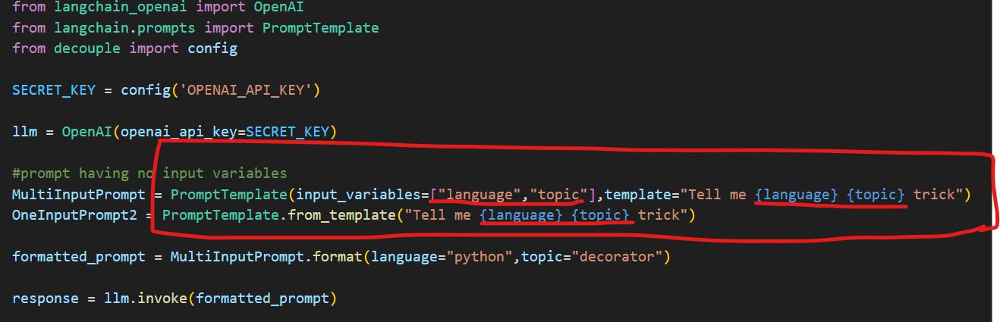 from langchain_openai import OpenAI
from langchain.prompts import PromptTemplate
from decouple import config
SECRET_KEY = config('OPENAI_API_KEY')
llm = OpenAI(openai_api_key=SECRET_KEY)
#prompt having no input variables
MultiInputPrompt = PromptTemplate(input_variables=["language","topic"],template="Tell me {language} {topic} trick")
OneInputPrompt2 = PromptTemplate.from_template("Tell me {language} {topic} trick")
formatted_prompt = MultiInputPrompt.format(language="python",topic="decorator")
response = llm.invoke(formatted_prompt)